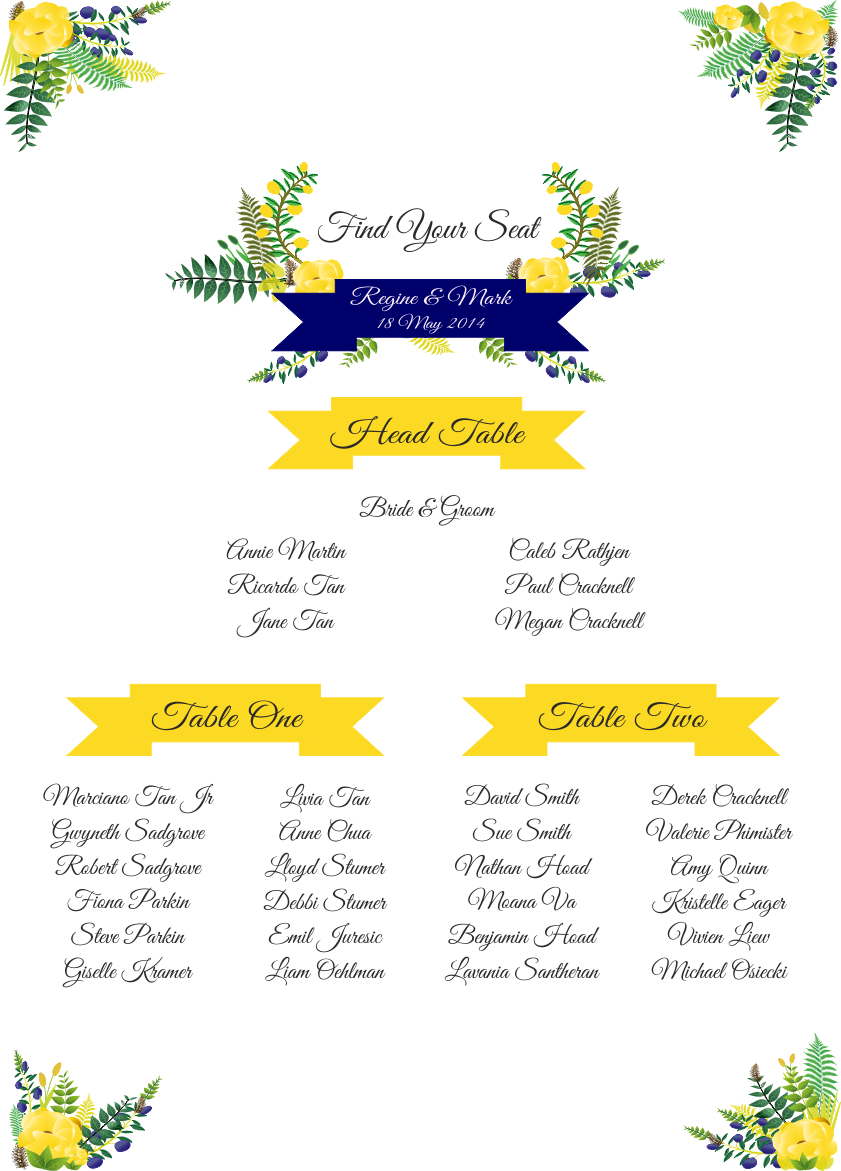 Find Your Seat
Regine & Mark
18 May 2014
Head Table
Bride & Groom
Annie Martin
Ricardo Tan
Jane Tan
Caleb Rathjen
Paul Cracknell
Megan Cracknell
Table One
Marciano Tan Jr
Gwyneth Sadgrove
Robert Sadgrove
Fiona Parkin
Steve Parkin
Giselle Kramer
Livia Tan
Anne Chua
Lloyd Stumer
Debbi Stumer
Emil Juresic
Liam Oehlman
Table Two
David Smith
Sue Smith
Nathan Hoad
Moana Va
Benjamin Hoad
Lavania Santheran
Derek Cracknell
Valerie Phimister
Amy Quinn
Kristelle Eager
Vivien Liew
Michael Osiecki